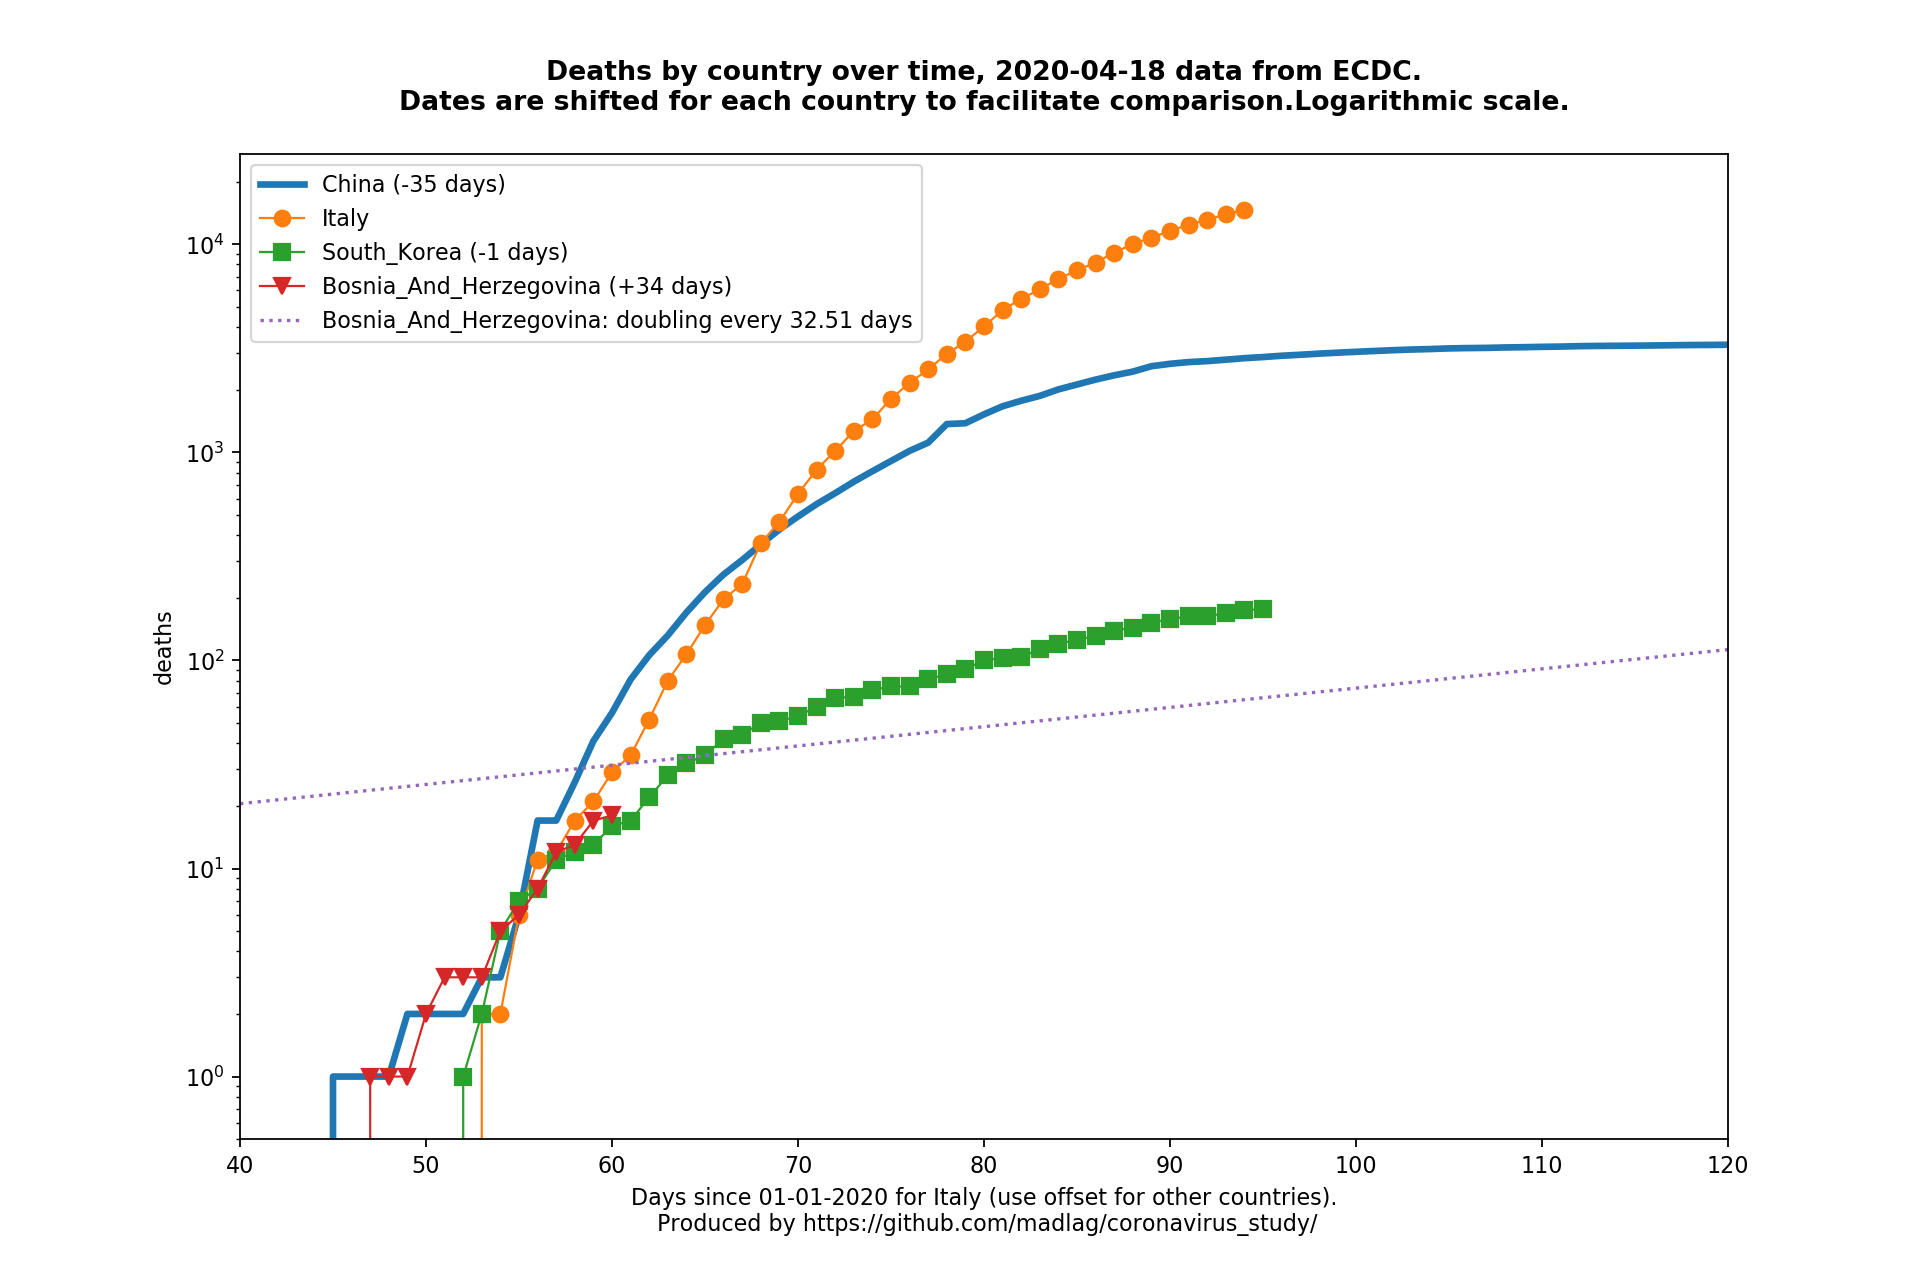 Deaths by country over time, 2020-04-18 data from ECDC.
Dates are shifted for each country to facilitate comparison.Logarithmic scale.
China (-35 days)
Italy
South_Korea (-1 days)
Bosnia_And_Herzegovina (+34 days)
Bosnia_And_Herzegovina: doubling every 32.51 days
10⁴
10³
10²
10¹
10⁰
deaths
40 50 60 70 80 90 100 110 120
Days since 01-01-2020 for Italy (use offset for other countries).
Produced by https://github.com/madlag/coronavirus_study/